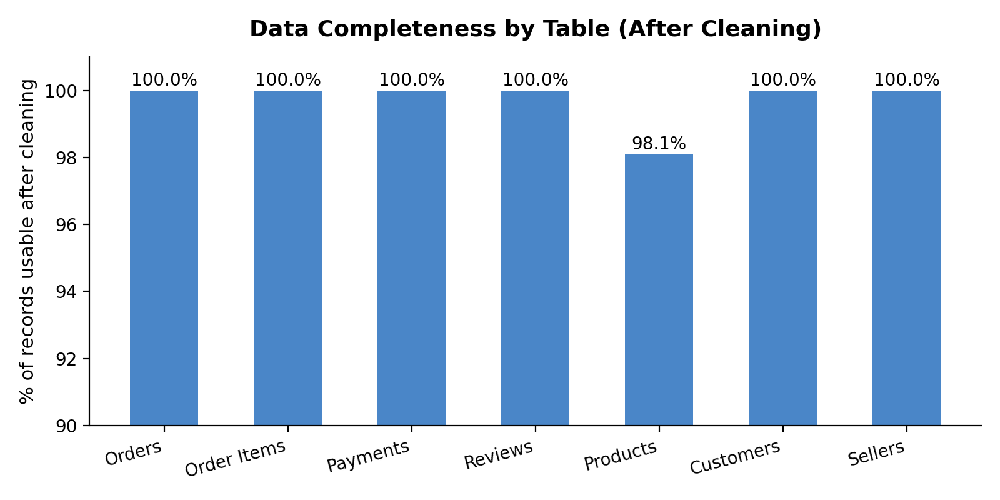 Data Completeness by Table (After Cleaning)
% of records usable after cleaning
100
98
96
94
92
90
100.0%
100.0%
100.0%
100.0%
98.1%
100.0%
100.0%
Orders
Order Items
Payments
Reviews
Products
Customers
Sellers